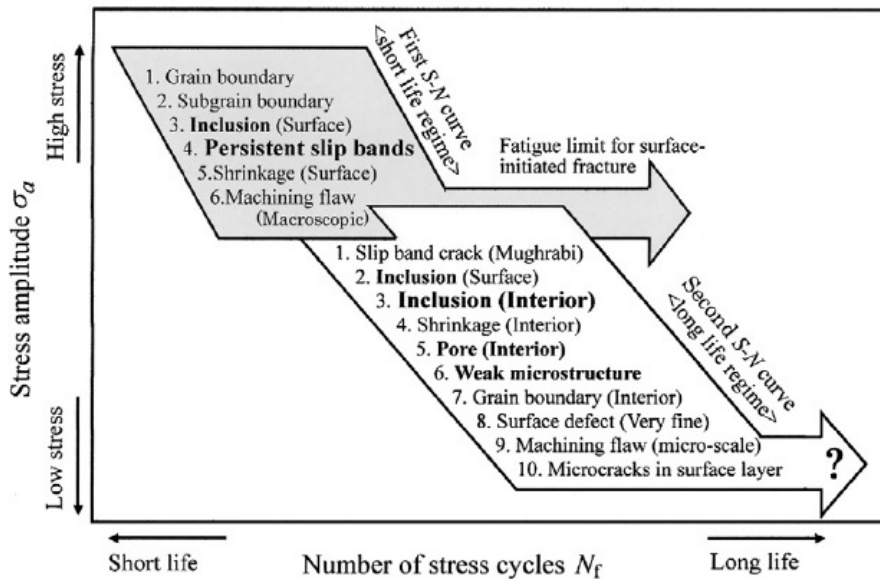 Stress amplitude σa
High stress
Low stress
1. Grain boundary
2. Subgrain boundary
3. Inclusion (Surface)
4. Persistent slip bands
5.Shrinkage (Surface)
6.Machining flaw
(Macroscopic)
First S-N curve
<short life regime>
Fatigue limit for surface-
initiated fracture
1. Slip band crack (Mughrabi)
2. Inclusion (Surface)
3. Inclusion (Interior)
4. Shrinkage (Interior)
5. Pore (Interior)
6. Weak microstructure
7. Grain boundary (Interior)
8. Surface defect (Very fine)
9. Machining flaw (micro-scale)
10. Microcracks in surface layer
Second S-N curve
<long life regime>
?
Short life
Number of stress cycles Nf
Long life